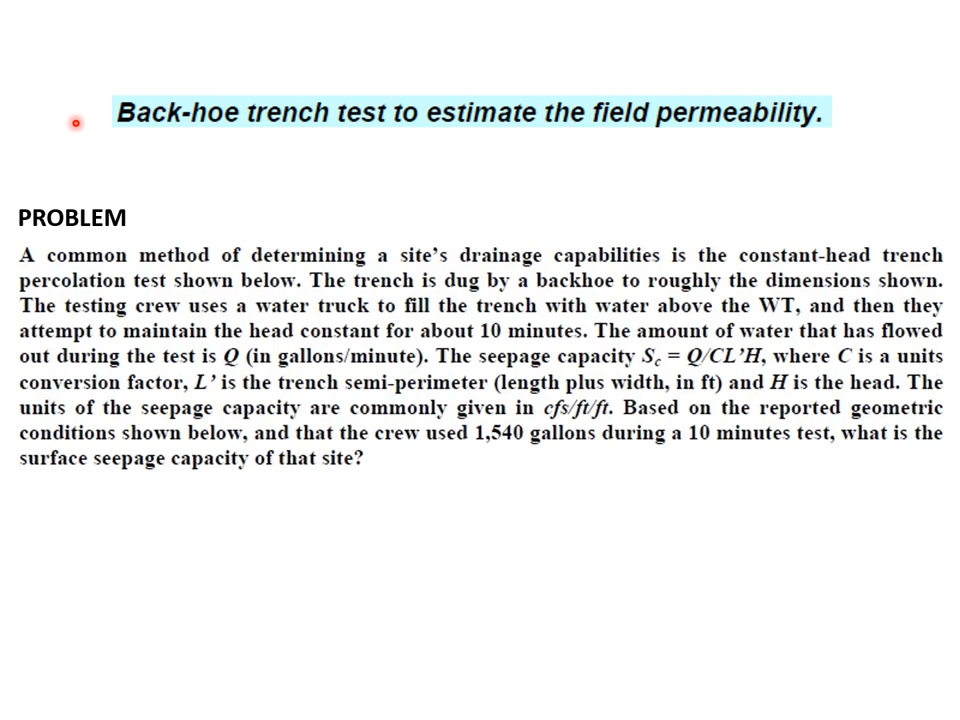 Back-hoe trench test to estimate the field permeability.
PROBLEM
A common method of determining a site's drainage capabilities is the constant-head trench
percolation test shown below. The trench is dug by a backhoe to roughly the dimensions shown.
The testing crew uses a water truck to fill the trench with water above the WT, and then they
attempt to maintain the head constant for about 10 minutes. The amount of water that has flowed
out during the test is Q (in gallons/minute). The seepage capacity Sc = Q/CL'H, where C is a units
conversion factor, L' is the trench semi-perimeter (length plus width, in ft) and H is the head. The
units of the seepage capacity are commonly given in cfs/ft/ft. Based on the reported geometric
conditions shown below, and that the crew used 1,540 gallons during a 10 minutes test, what is the
surface seepage capacity of that site?